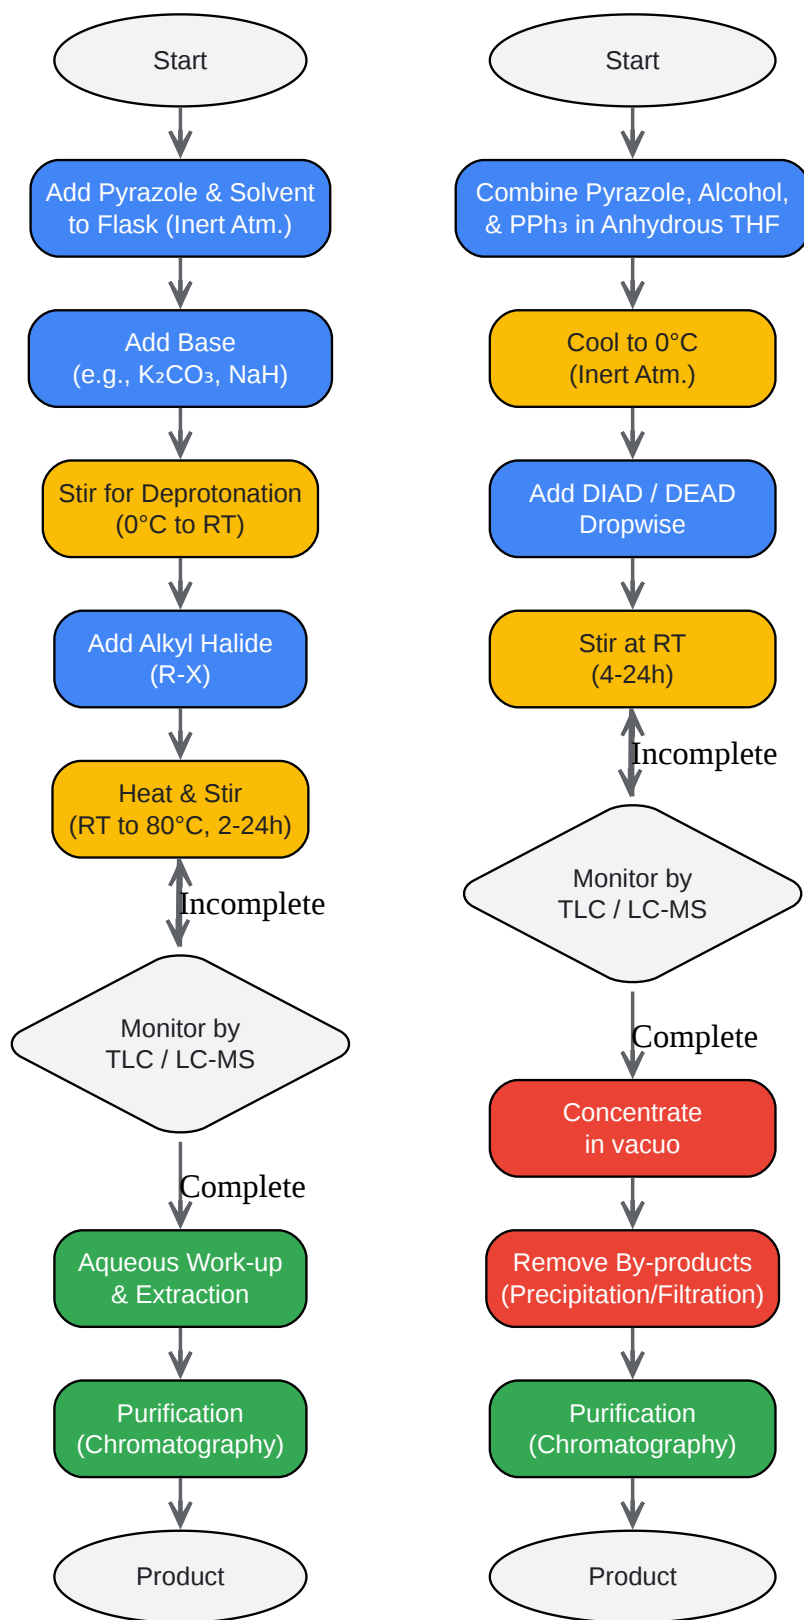 Start
Add Pyrazole & Solvent
to Flask (Inert Atm.)
Add Base
(e.g., K₂CO₃, NaH)
Stir for Deprotonation
(0°C to RT)
Add Alkyl Halide
(R-X)
Heat & Stir
(RT to 80°C, 2-24h)
Incomplete
Monitor by
TLC / LC-MS
Complete
Aqueous Work-up
& Extraction
Purification
(Chromatography)
Product
Start
Combine Pyrazole, Alcohol,
& PPh₃ in Anhydrous THF
Cool to 0°C
(Inert Atm.)
Add DIAD / DEAD
Dropwise
Stir at RT
(4-24h)
Incomplete
Monitor by
TLC / LC-MS
Complete
Concentrate
in vacuo
Remove By-products
(Precipitation/Filtration)
Purification
(Chromatography)
Product